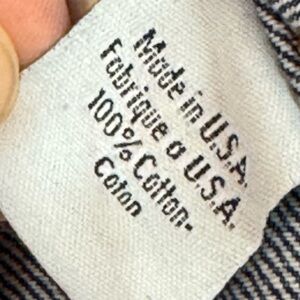 Made in U.S.A.
Fabrique a U.S.A.
100% Cotton-
Coton